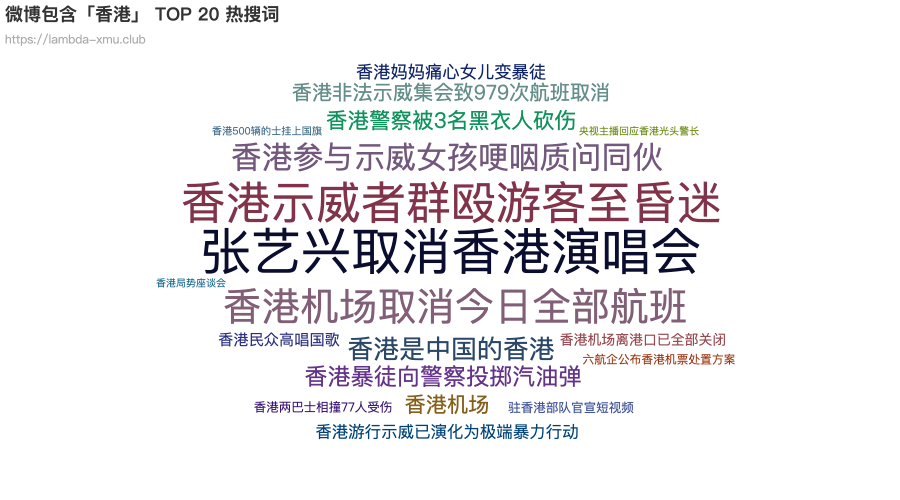 微博包含「香港」 TOP 20 热搜词
https://lambda-xmu.club
香港妈妈痛心女儿变暴徒
香港非法示威集会致979次航班取消
香港警察被3名黑衣人砍伤
香港500辆的士挂上国旗
央视主播回应香港光头警长
香港参与示威女孩哽咽质问同伙
香港示威者群殴游客至昏迷
张艺兴取消香港演唱会
香港局势座谈会
香港机场取消今日全部航班
香港民众高唱国歌
香港是中国的香港
香港机场离港口已全部关闭
六航企公布香港机票处置方案
香港暴徒向警察投掷汽油弹
香港两巴士相撞77人受伤
香港机场
驻香港部队官宣短视频
香港游行示威已演化为极端暴力行动